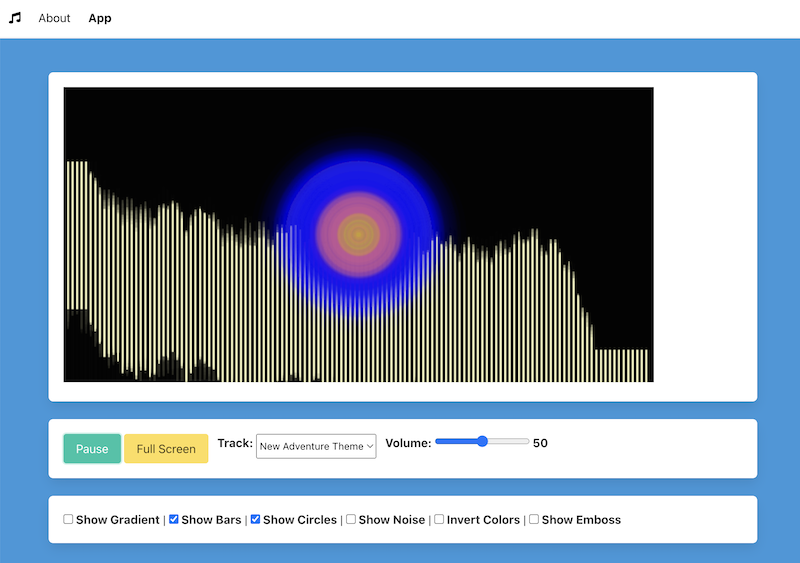 About App
Pause Full Screen Track: New Adventure Theme Volume: 50
Show Gradient | Show Bars | Show Circles | Show Noise | Invert Colors | Show Emboss